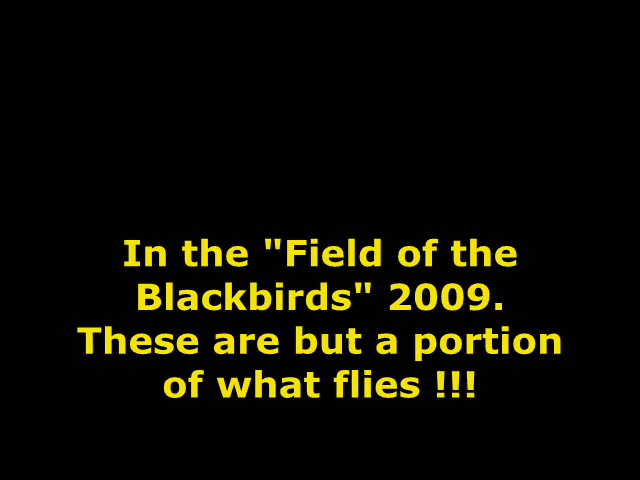 In the "Field of the
Blackbirds" 2009.
These are but a portion
of what flies !!!